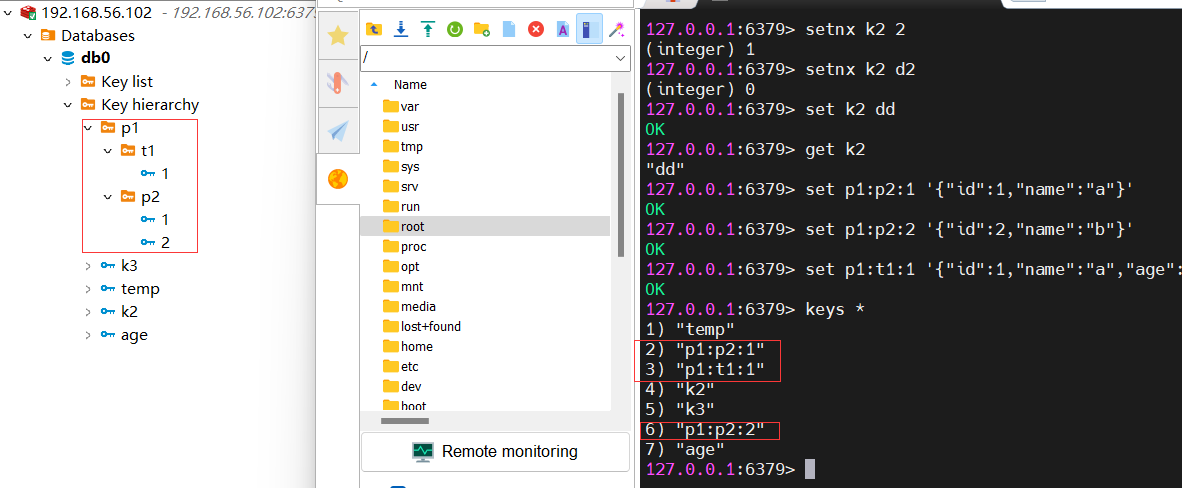 192.168.56.102 - 192.168.56.102:637
Databases
db0
Key list
Key hierarchy
p1
t1
1
p2
1
2
k3
temp
k2
age
/
Name
var
usr
tmp
sys
srv
run
root
proc
opt
mnt
media
lost+found
home
etc
dev
boot
Remote monitoring
127.0.0.1:6379> setnx k2 2
(integer) 1
127.0.0.1:6379> setnx k2 d2
(integer) 0
127.0.0.1:6379> set k2 dd
OK
127.0.0.1:6379> get k2
"dd"
127.0.0.1:6379> set p1:p2:1 '{"id":1,"name":"a"}'
OK
127.0.0.1:6379> set p1:p2:2 '{"id":2,"name":"b"}'
OK
127.0.0.1:6379> set p1:t1:1 '{"id":1,"name":"a","age":
OK
127.0.0.1:6379> keys *
1) "temp"
2) "p1:p2:1"
3) "p1:t1:1"
4) "k2"
5) "k3"
6) "p1:p2:2"
7) "age"
127.0.0.1:6379>